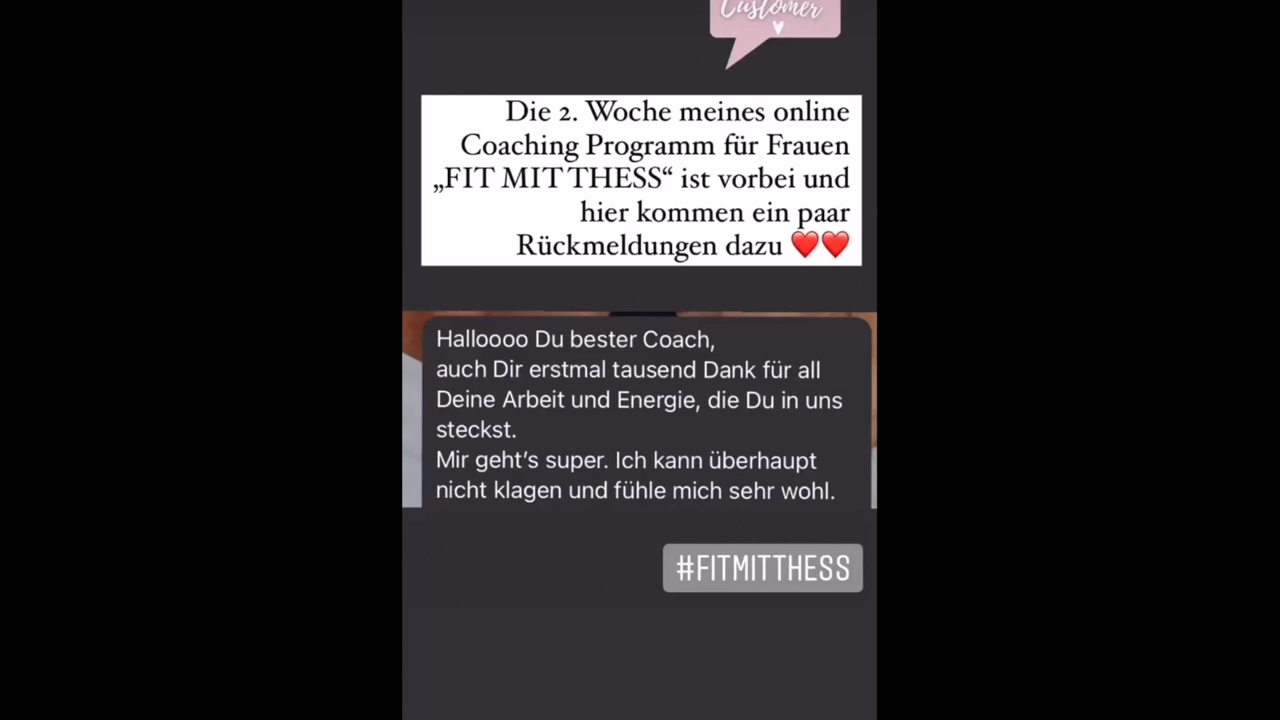 Customer
Die 2. Woche meines online
Coaching Programm für Frauen
„FIT MIT THESS“ ist vorbei und
hier kommen ein paar
Rückmeldungen dazu ❤️❤️
Halloooo Du bester Coach,
auch Dir erstmal tausend Dank für all
Deine Arbeit und Energie, die Du in uns
steckst.
Mir geht’s super. Ich kann überhaupt
nicht klagen und fühle mich sehr wohl.
#FITMITTHESS